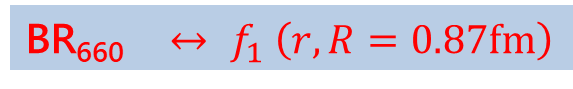 BR₆₆₀ ↔ f₁ (r, R = 0.87fm)